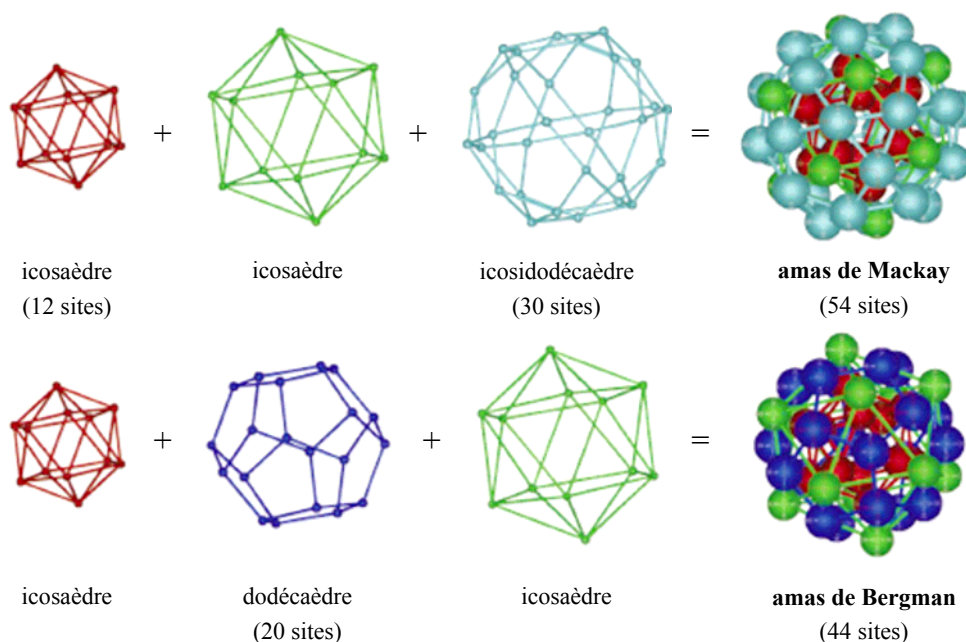 + + =
icosaèdre icosaèdre icosidodécaèdre amas de Mackay
(12 sites) (30 sites) (54 sites)
+ + =
icosaèdre dodécaèdre icosaèdre amas de Bergman
(20 sites) (44 sites)